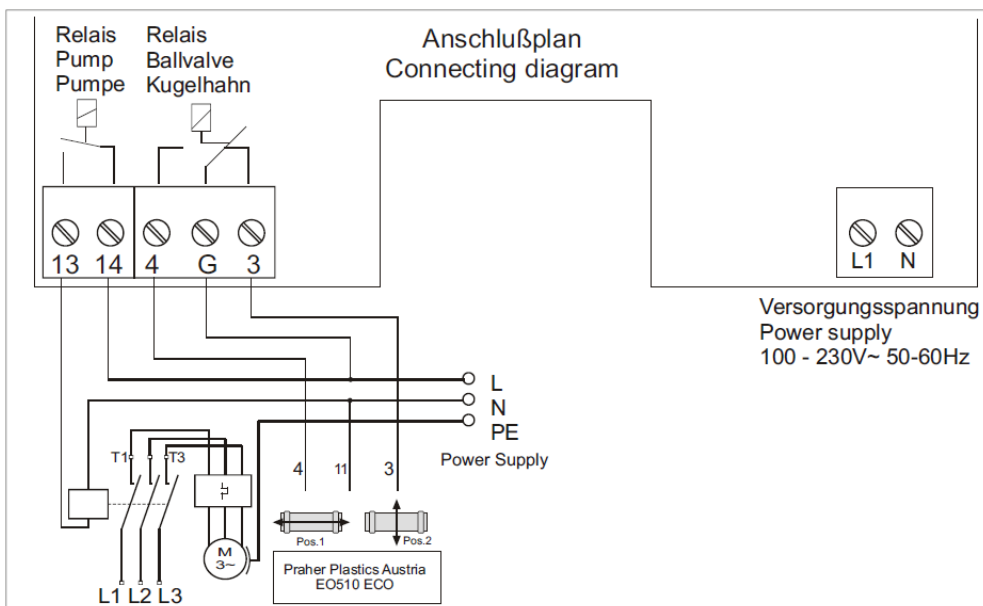 Relais
Pump
Pumpe
Relais
Ballvalve
Kugelhahn
Anschlußplan
Connecting diagram
13 14 4 G 3
L1 N
Versorgungsspannung
Power supply
100 - 230V~ 50-60Hz
L
N
PE
Power Supply
T1 T3
4 11 3
Pos.1 Pos.2
M
3~
Praher Plastics Austria
EO510 ECO
L1 L2 L3